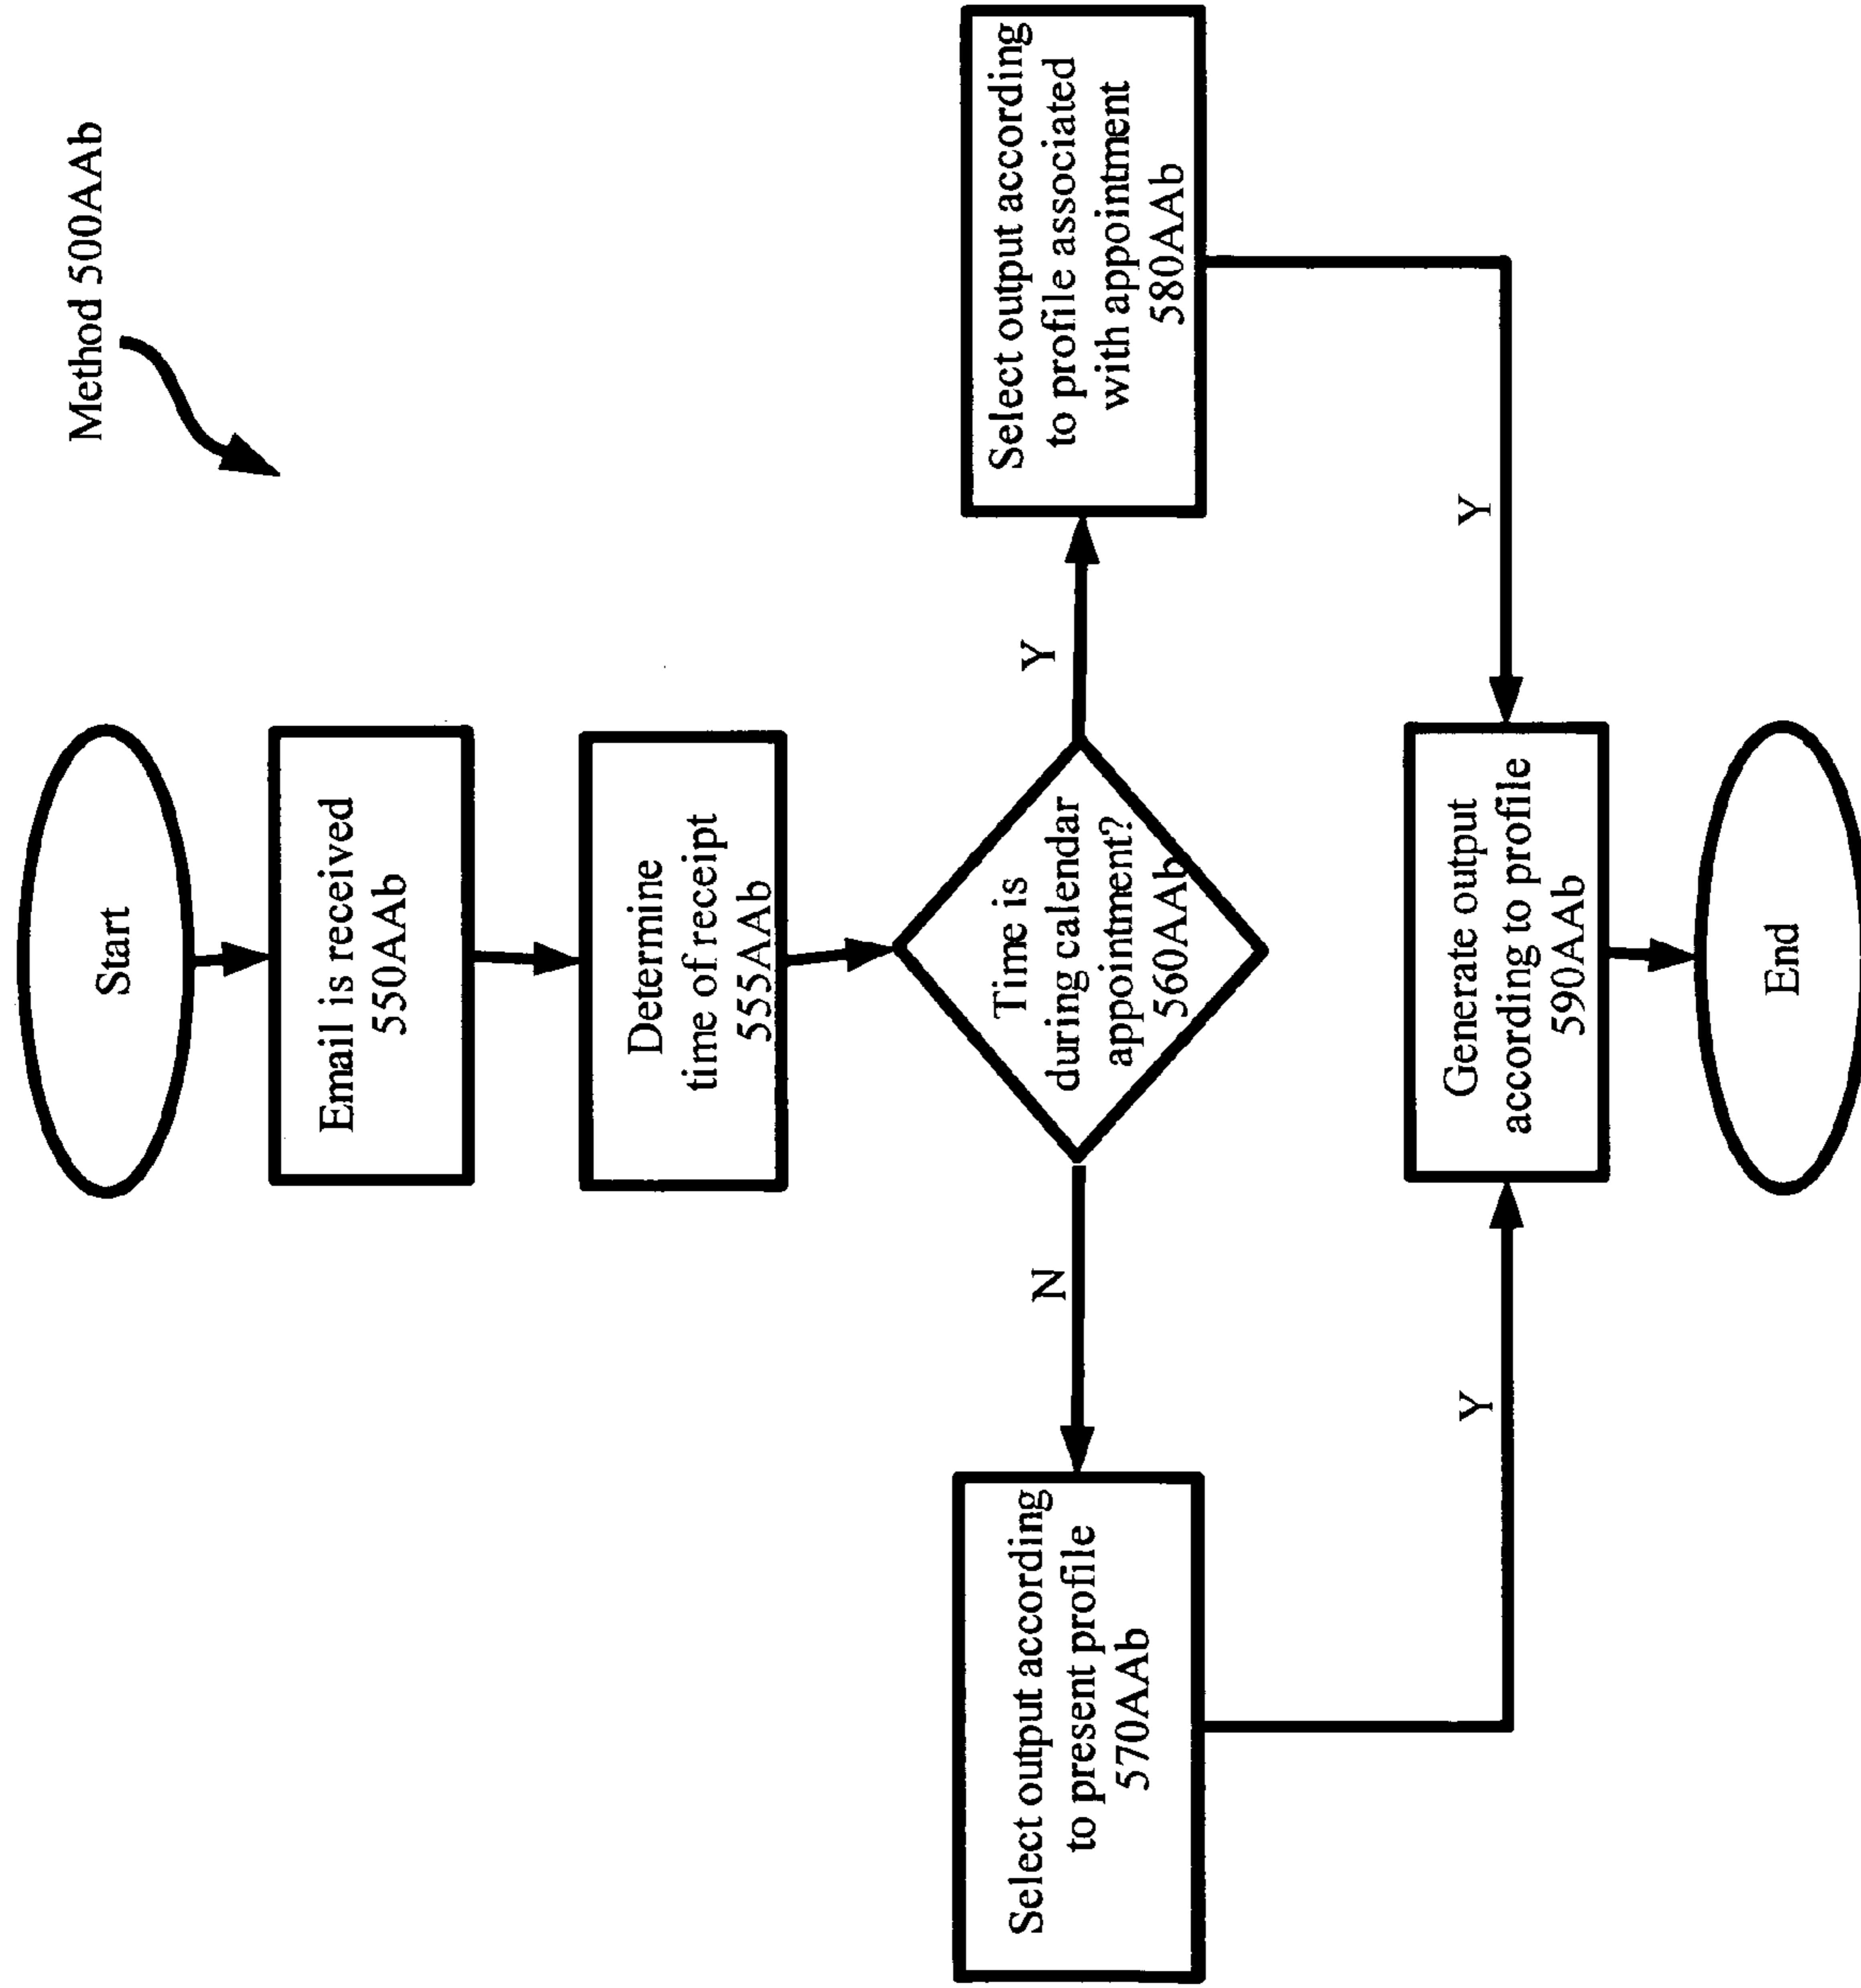 Method 500AAb
Start
Email is received
550AAb
Determine
time of receipt
555AAb
Time is
during calendar
appointment?
560AAb
N
Y
Select output according
to present profile
570AAb
Select output according
to profile associated
with appointment
580AAb
Y
Y
Generate output
according to profile
590AAb
End